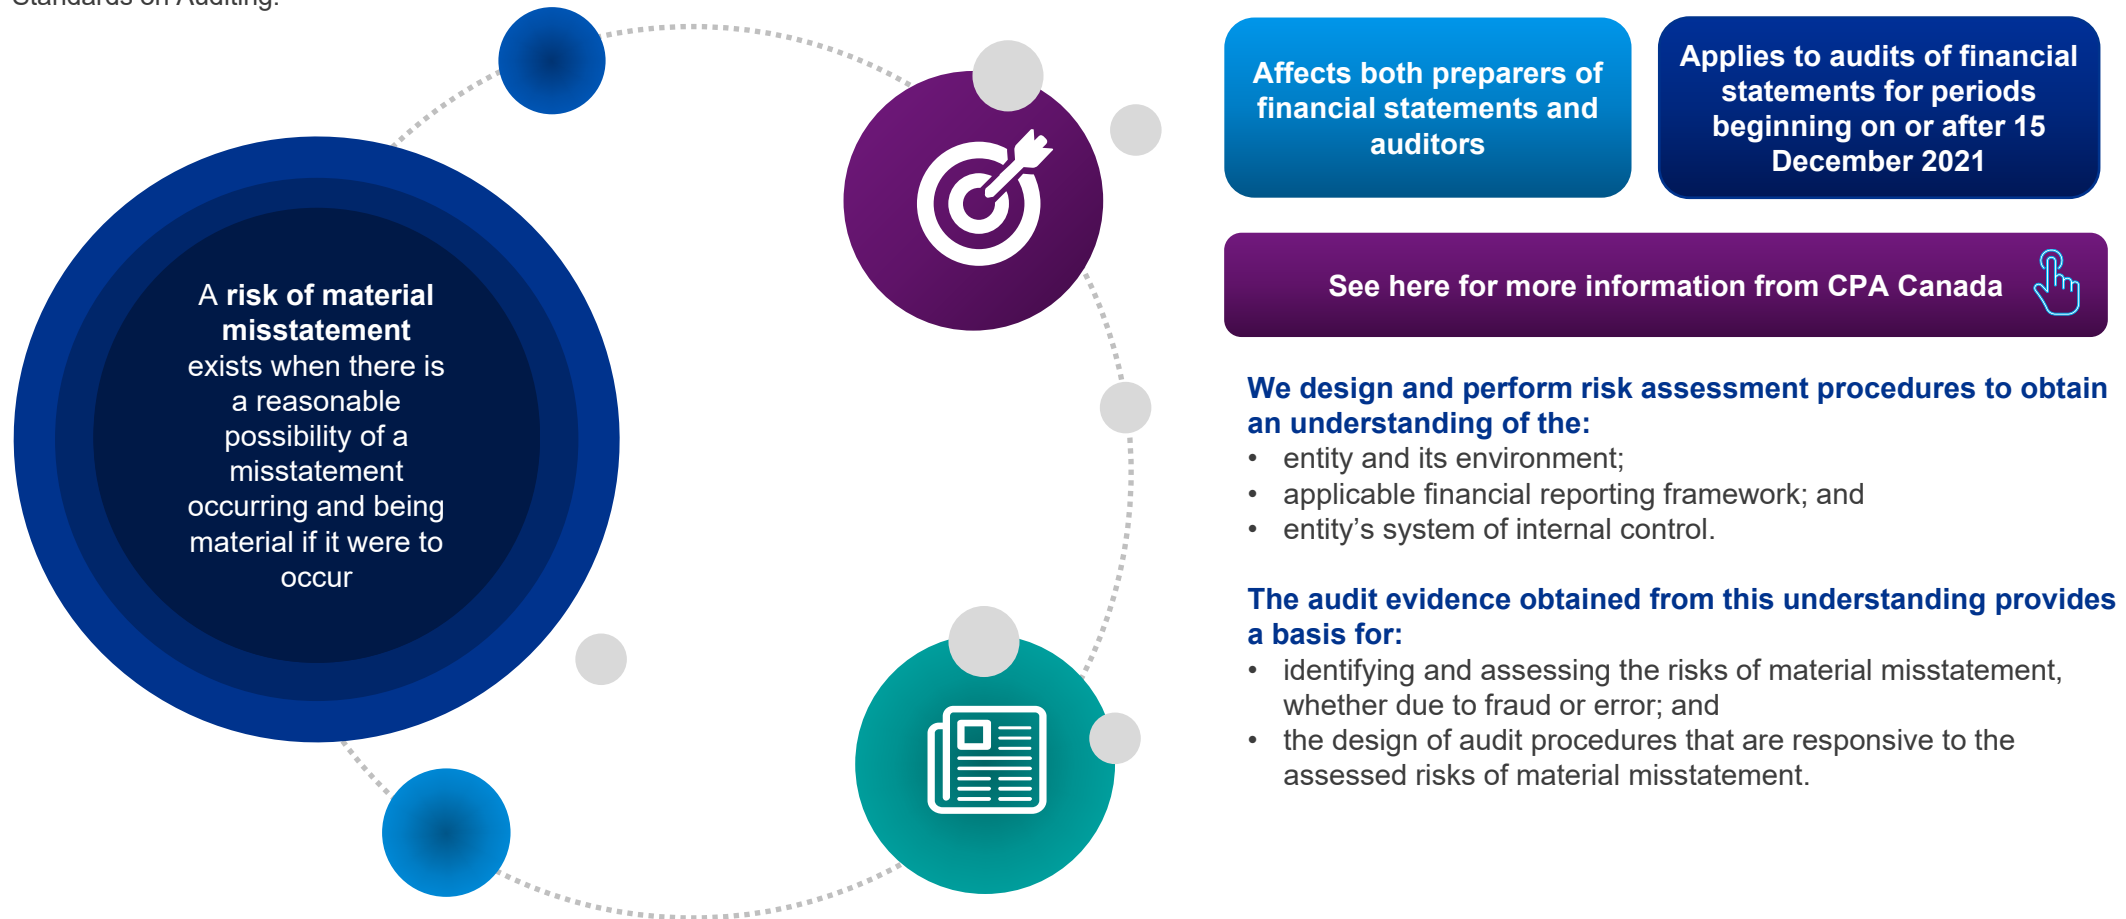 Standards on Auditing.
A risk of material
misstatement
exists when there is
a reasonable
possibility of a
misstatement
occurring and being
material if it were to
occur
Affects both preparers of
financial statements and
auditors
Applies to audits of financial
statements for periods
beginning on or after 15
December 2021
See here for more information from CPA Canada
We design and perform risk assessment procedures to obtain
an understanding of the:
• entity and its environment;
• applicable financial reporting framework; and
• entity’s system of internal control.
The audit evidence obtained from this understanding provides
a basis for:
• identifying and assessing the risks of material misstatement,
whether due to fraud or error; and
• the design of audit procedures that are responsive to the
assessed risks of material misstatement.